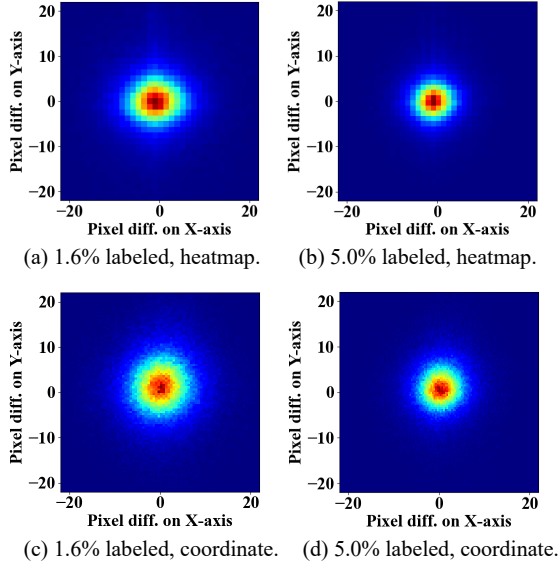 20
10
0
−10
−20
Pixel diff. on Y-axis
−20 0 20
Pixel diff. on X-axis
(a) 1.6% labeled, heatmap.
20
10
0
−10
−20
Pixel diff. on Y-axis
−20 0 20
Pixel diff. on X-axis
(b) 5.0% labeled, heatmap.
20
10
0
−10
−20
Pixel diff. on Y-axis
−20 0 20
Pixel diff. on X-axis
(c) 1.6% labeled, coordinate.
20
10
0
−10
−20
Pixel diff. on Y-axis
−20 0 20
Pixel diff. on X-axis
(d) 5.0% labeled, coordinate.